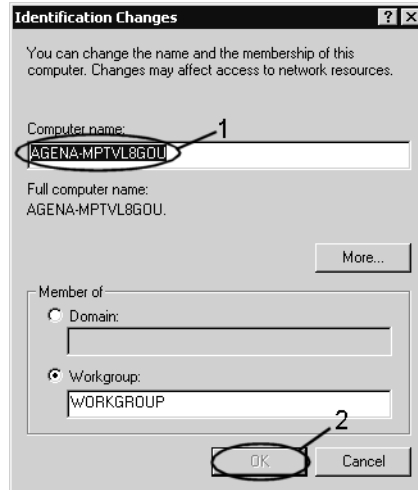 Identification Changes
You can change the name and the membership of this
computer. Changes may affect access to network resources.
Computer name:
1
AGENA-MPTVL8GOU
Full computer name:
AGENA-MPTVL8GOU.
More...
Member of
Domain:
Workgroup:
WORKGROUP
2
OK
Cancel